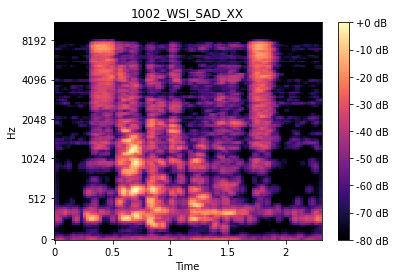 1002_WSI_SAD_XX
8192
4096
2048
1024
512
0
Hz
0
0.5
1
1.5
2
Time
+0 dB
-10 dB
-20 dB
-30 dB
-40 dB
-50 dB
-60 dB
-70 dB
-80 dB